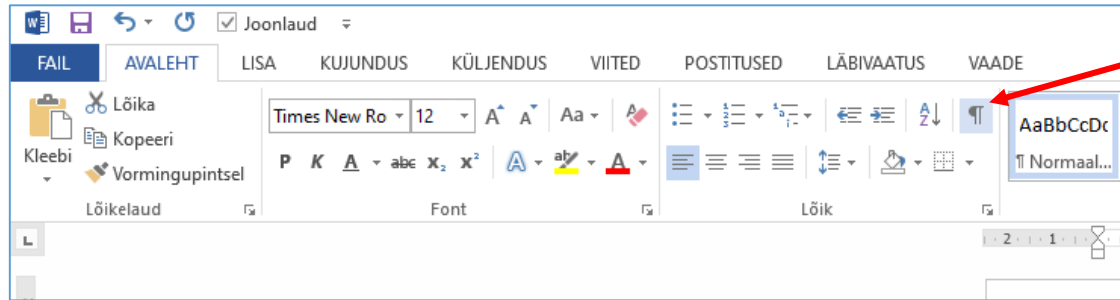 Joonlaud
FAIL AVALEHT LISA KUJUNDUS KÜLJENDUS VIITED POSTITUSED LÄBIVAATUS VAADE
Kleebi
Lõika
Kopeeri
Vormingupintsel
Lõikelaud
Times New Ro 12 A A Aa
P K A abc X₂ X² A aby A
Font
A Z ¶
Lõik
AaBbCcDc
¶ Normaal...
L
2 1